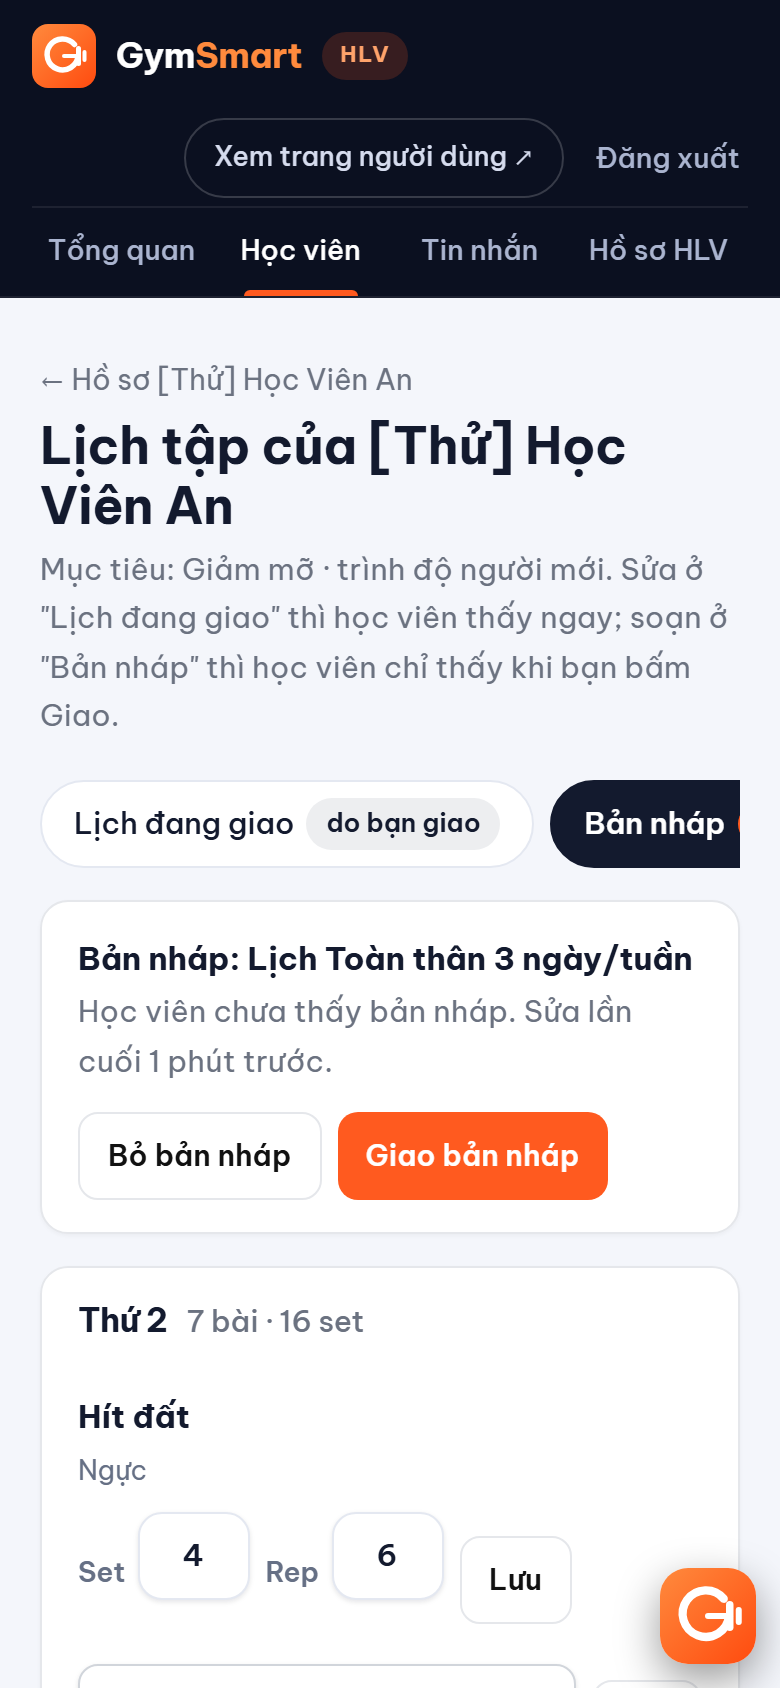 GymSmart HLV
Xem trang người dùng ↗ Đăng xuất
Tổng quan Học viên Tin nhắn Hồ sơ HLV
← Hồ sơ [Thử] Học Viên An
Lịch tập của [Thử] Học
Viên An
Mục tiêu: Giảm mỡ · trình độ người mới. Sửa ở
"Lịch đang giao" thì học viên thấy ngay; soạn ở
"Bản nháp" thì học viên chỉ thấy khi bạn bấm
Giao.
Lịch đang giao do bạn giao Bản nháp
Bản nháp: Lịch Toàn thân 3 ngày/tuần
Học viên chưa thấy bản nháp. Sửa lần
cuối 1 phút trước.
Bỏ bản nháp Giao bản nháp
Thứ 2 7 bài · 16 set
Hít đất
Ngực
Set 4 Rep 6 Lưu